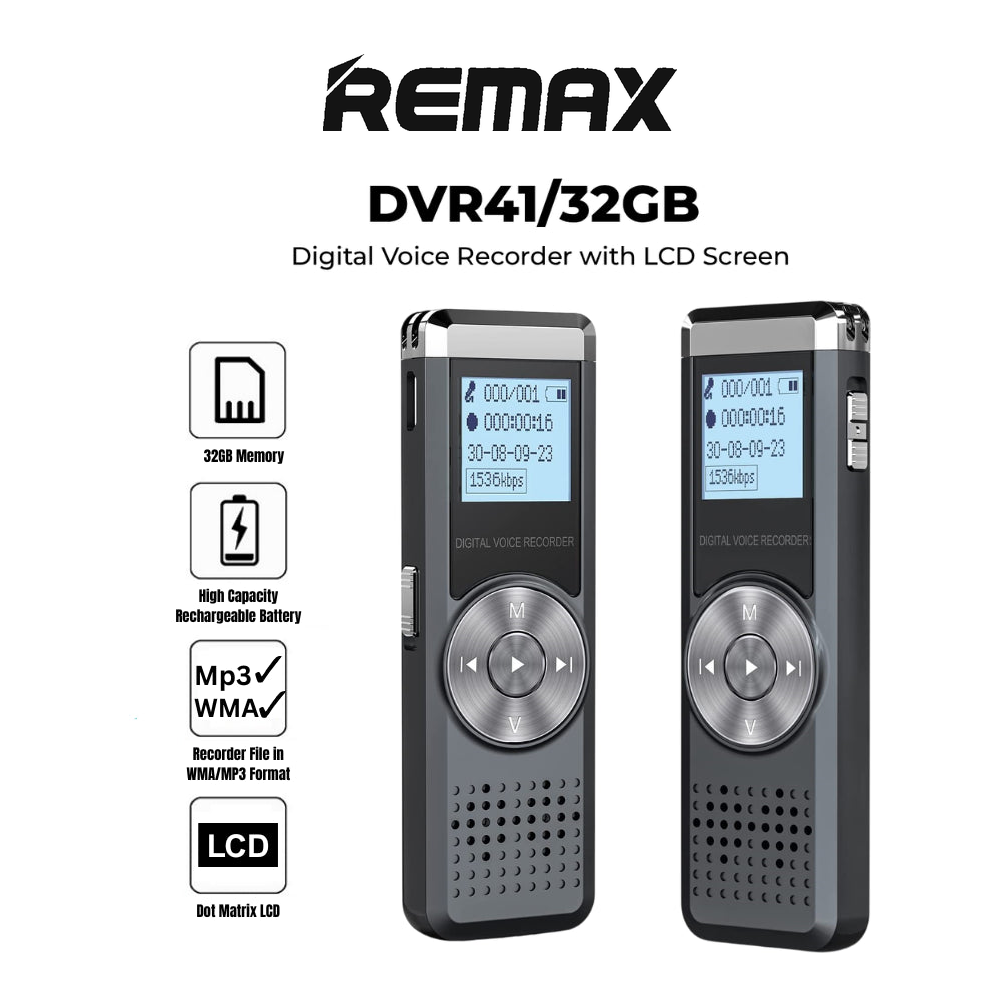 REMAX
DVR41/32GB
Digital Voice Recorder with LCD Screen
32GB Memory
High Capacity
Rechargeable Battery
Mp3✓
WMA✓
Recorder File in
WMA/MP3 Format
LCD
Dot Matrix LCD
000/001
000:00:16
30-08-09-23
1536kbps
DIGITAL VOICE RECORDER
M
V
000/001
000:00:16
30-08-09-23
1536kbps
DIGITAL VOICE RECORDER
M
V